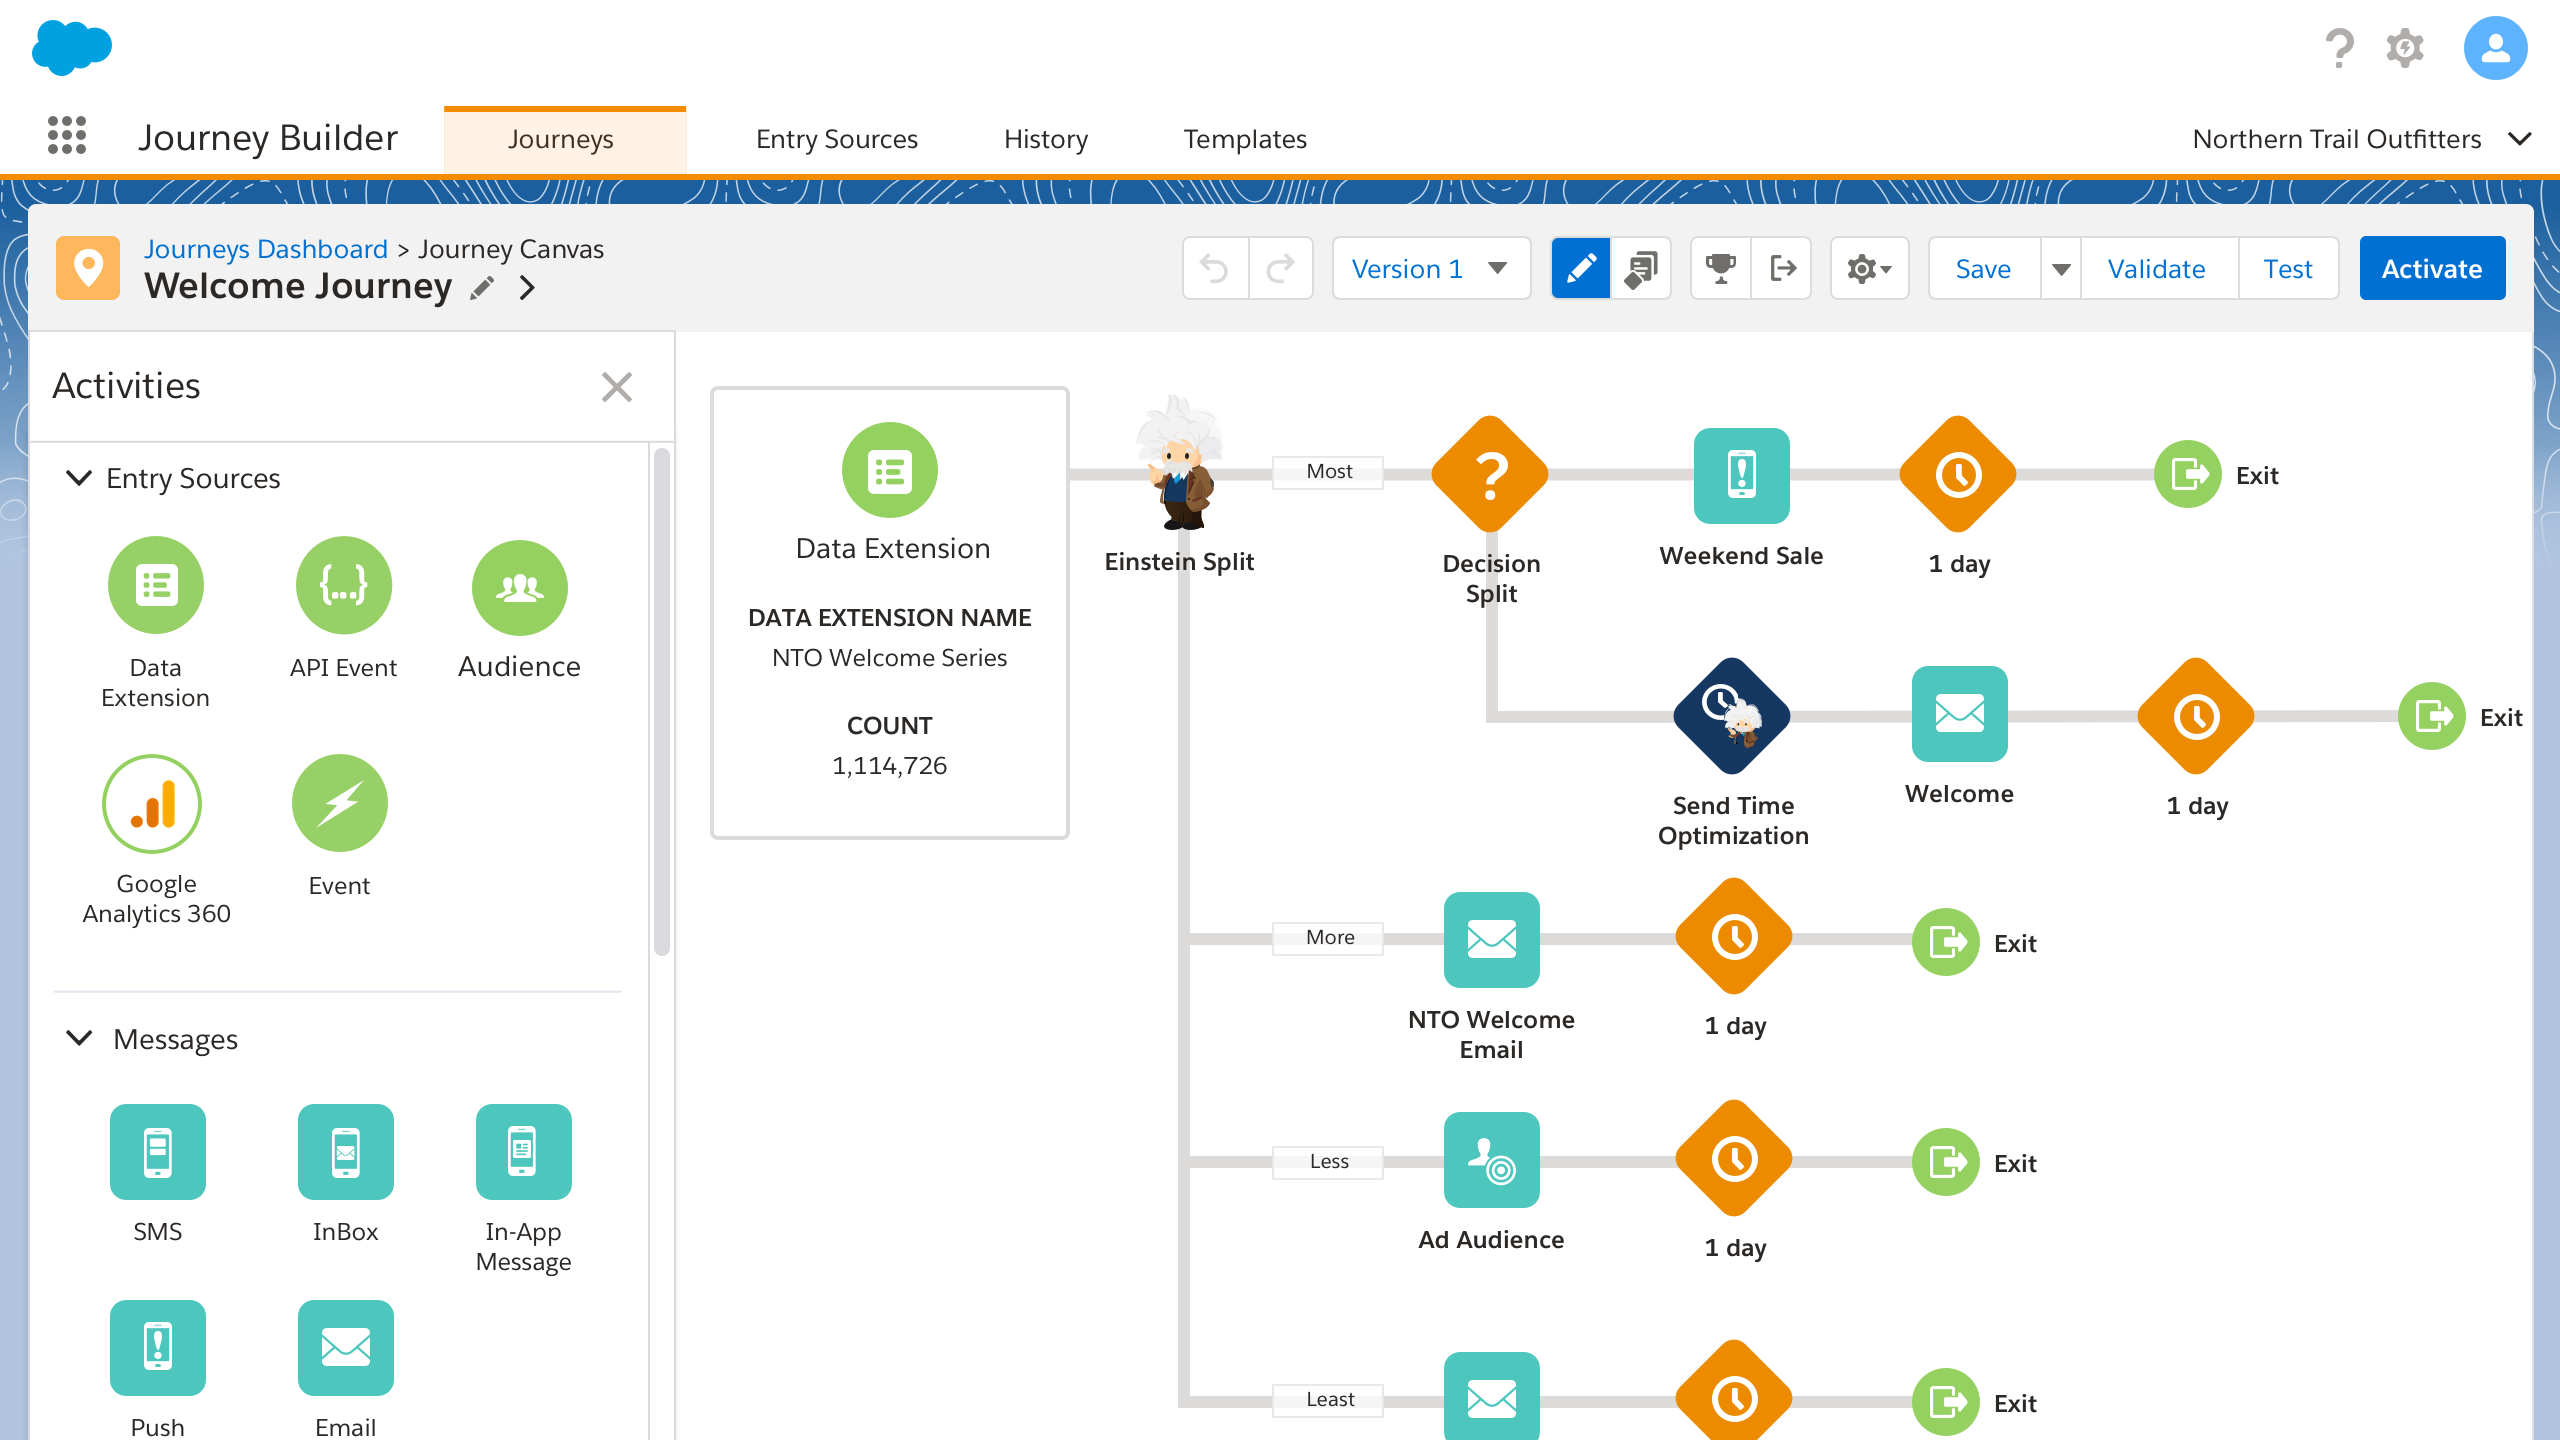 Journey Builder
Journeys
Entry Sources
History
Templates
Northern Trail Outfitters
Journeys Dashboard > Journey Canvas
Welcome Journey
Version 1
Save
Validate
Test
Activate
Activities
Entry Sources
Data
Extension
API Event
Audience
Google
Analytics 360
Event
Messages
SMS
InBox
In-App
Message
Push
Email
Data Extension
DATA EXTENSION NAME
NTO Welcome Series
COUNT
1,114,726
Einstein Split
Most
Decision
Split
Weekend Sale
1 day
Exit
Send Time
Optimization
Welcome
1 day
Exit
More
NTO Welcome
Email
1 day
Exit
Less
Ad Audience
1 day
Exit
Least
Exit